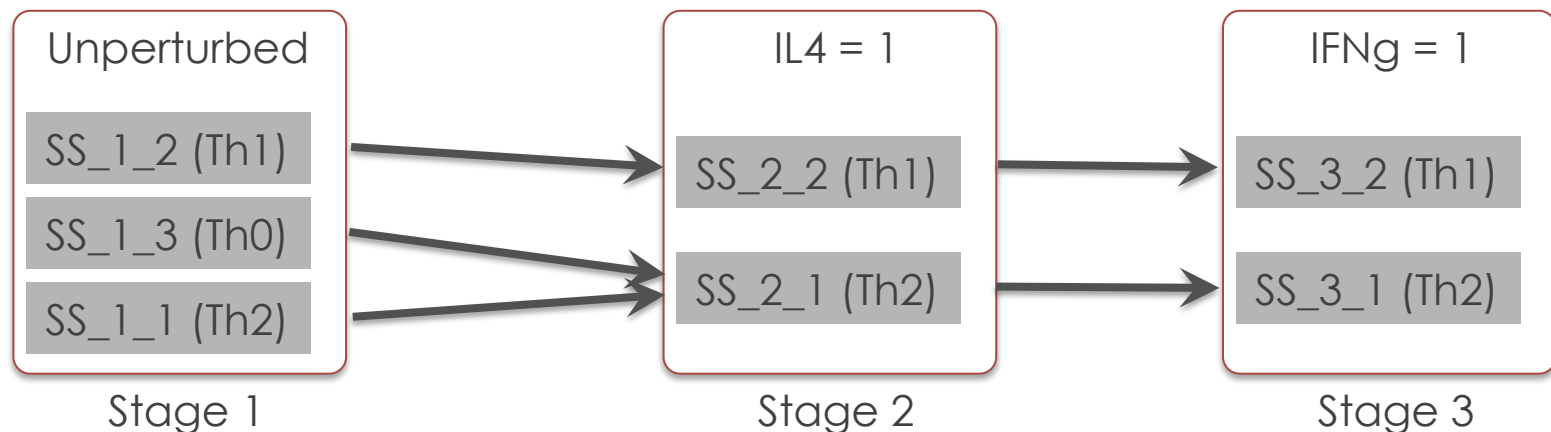 Unperturbed
SS_1_2 (Th1)
SS_1_3 (Th0)
SS_1_1 (Th2)
Stage 1
IL4 = 1
SS_2_2 (Th1)
SS_2_1 (Th2)
Stage 2
IFNg = 1
SS_3_2 (Th1)
SS_3_1 (Th2)
Stage 3